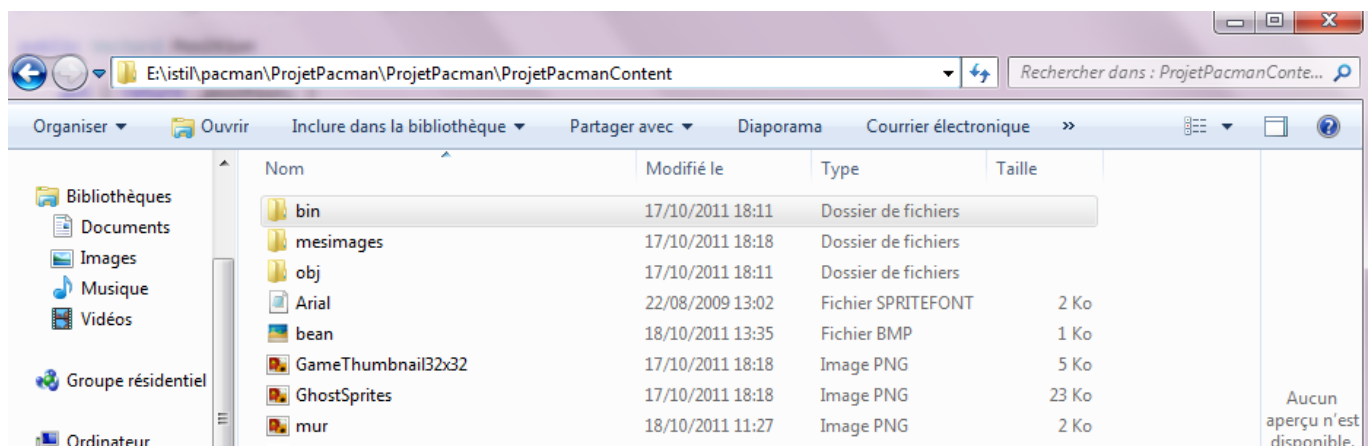 E:\istil\pacman\ProjetPacman\ProjetPacman\ProjetPacmanContent
Rechercher dans : ProjetPacmanConte...
Organiser Ouvrir Inclure dans la bibliothèque Partager avec Diaporama Courrier électronique »
Nom Modifié le Type Taille
Bibliothèques
Documents
Images
Musique
Vidéos
Groupe résidentiel
Ordinateur
bin 17/10/2011 18:11 Dossier de fichiers
mesimages 17/10/2011 18:18 Dossier de fichiers
obj 17/10/2011 18:11 Dossier de fichiers
Arial 22/08/2009 13:02 Fichier SPRITEFONT 2 Ko
bean 18/10/2011 13:35 Fichier BMP 1 Ko
GameThumbnail32x32 17/10/2011 18:18 Image PNG 5 Ko
GhostSprites 17/10/2011 18:18 Image PNG 23 Ko
mur 18/10/2011 11:27 Image PNG 2 Ko
Aucun
aperçu n'est
disponible.